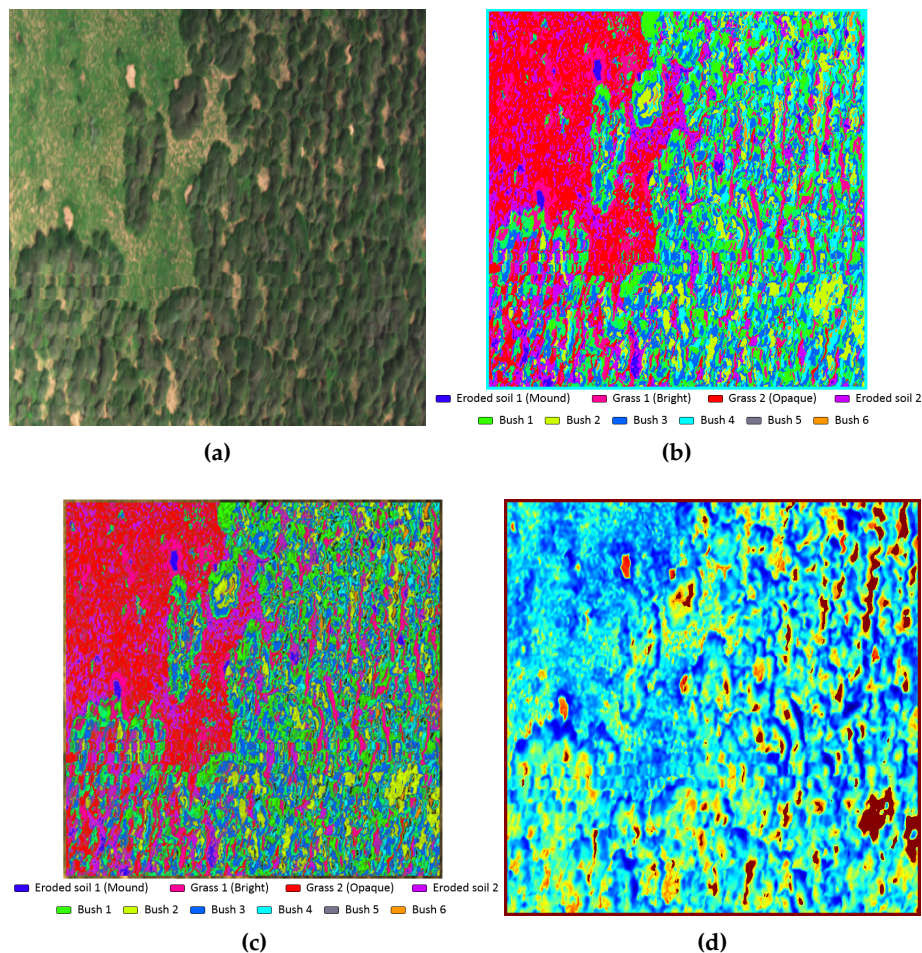 (a)
Eroded soil 1 (Mound) Grass 1 (Bright) Grass 2 (Opaque) Eroded soil 2
Bush 1 Bush 2 Bush 3 Bush 4 Bush 5 Bush 6
(b)
Eroded soil 1 (Mound) Grass 1 (Bright) Grass 2 (Opaque) Eroded soil 2
Bush 1 Bush 2 Bush 3 Bush 4 Bush 5 Bush 6
(c)
(d)